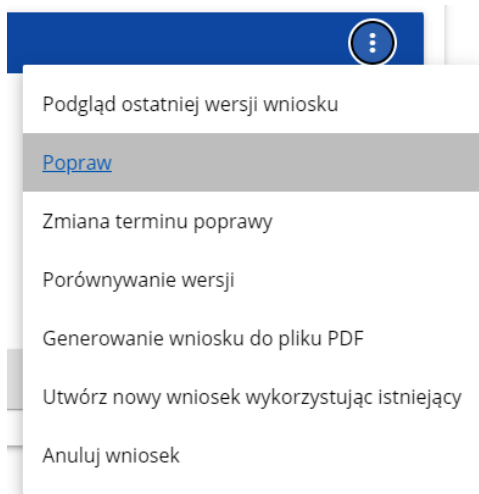 Podgląd ostatniej wersji wniosku
Popraw
Zmiana terminu poprawy
Porównywanie wersji
Generowanie wniosku do pliku PDF
Utwórz nowy wniosek wykorzystując istniejący
Anuluj wniosek